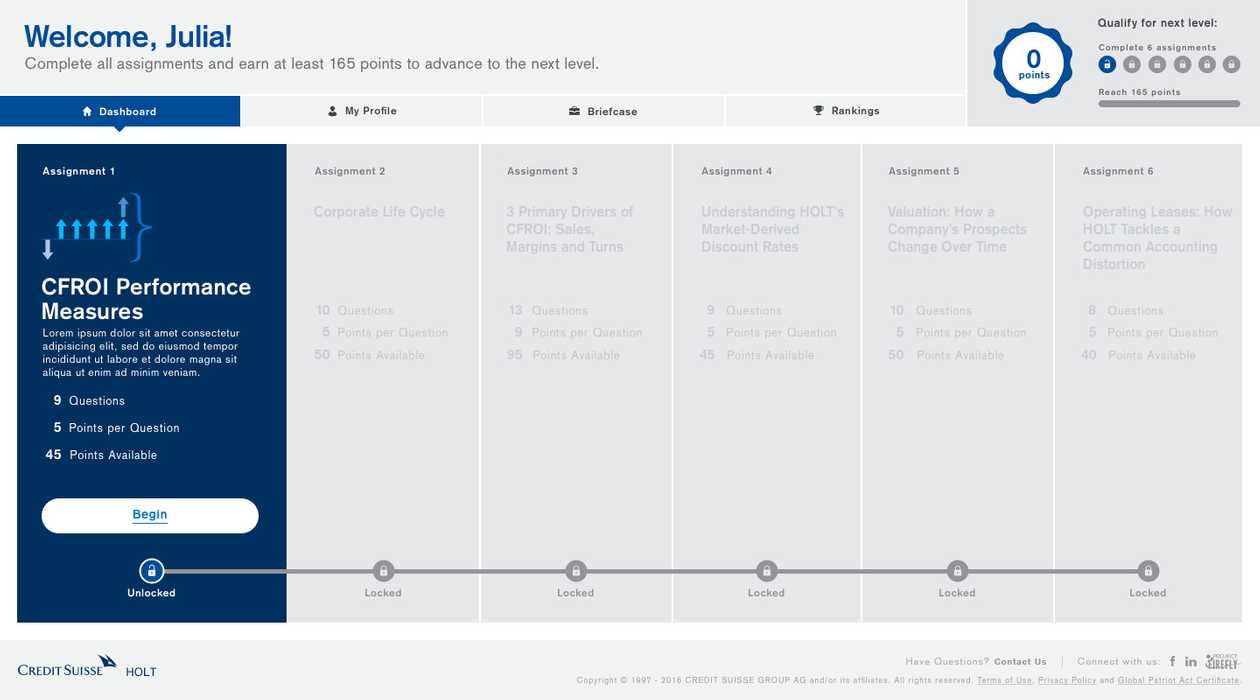 Welcome, Julia!
Complete all assignments and earn at least 165 points to advance to the next level.
0
points
Qualify for next level:
Complete 6 assignments
Reach 165 points
Dashboard
My Profile
Briefcase
Rankings
Assignment 1
CFROI Performance
Measures
Lorem ipsum dolor sit amet consectetur
adipisicing elit, sed do eiusmod tempor
incididunt ut labore et dolore magna sit
aliqua ut enim ad minim veniam.
9 Questions
5 Points per Question
45 Points Available
Begin
Unlocked
Assignment 2
Corporate Life Cycle
10 Questions
5 Points per Question
50 Points Available
Locked
Assignment 3
3 Primary Drivers of
CFROI: Sales,
Margins and Turns
13 Questions
9 Points per Question
95 Points Available
Locked
Assignment 4
Understanding HOLT's
Market-Derived
Discount Rates
9 Questions
5 Points per Question
45 Points Available
Locked
Assignment 5
Valuation: How a
Company's Prospects
Change Over Time
10 Questions
5 Points per Question
50 Points Available
Locked
Assignment 6
Operating Leases: How
HOLT Tackles a
Common Accounting
Distortion
8 Questions
5 Points per Question
40 Points Available
Locked
CREDIT SUISSE HOLT
Have Questions? Contact Us
Connect with us:
PROJECT
FIREFLY
Copyright © 1997 - 2016 CREDIT SUISSE GROUP AG and/or its affiliates. All rights reserved. Terms of Use, Privacy Policy and Global Patriot Act Certificate.